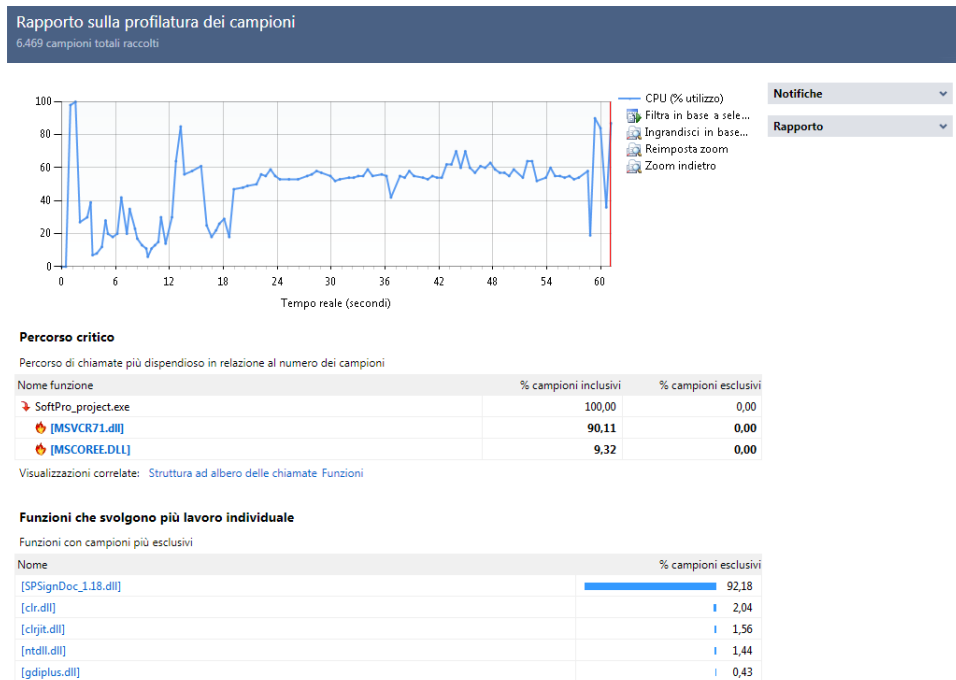 Rapporto sulla profilatura dei campioni
6.469 campioni totali raccolti
100
80
60
40
20
0
0 6 12 18 24 30 36 42 48 54 60
Tempo reale (secondi)
CPU (% utilizzo)
Filtra in base a sele...
Ingrandisci in base...
Reimposta zoom
Zoom indietro
Notifiche
Rapporto
Percorso critico
Percorso di chiamate più dispendioso in relazione al numero dei campioni
Nome funzione % campioni inclusivi % campioni esclusivi
SoftPro_project.exe 100,00 0,00
[MSVCR71.dll] 90,11 0,00
[MSCOREE.DLL] 9,32 0,00
Visualizzazioni correlate: Struttura ad albero delle chiamate Funzioni
Funzioni che svolgono più lavoro individuale
Funzioni con campioni più esclusivi
Nome % campioni esclusivi
[SPSignDoc_1.18.dll] 92,18
[clr.dll] 2,04
[clrjit.dll] 1,56
[ntdll.dll] 1,44
[gdiplus.dll] 0,43